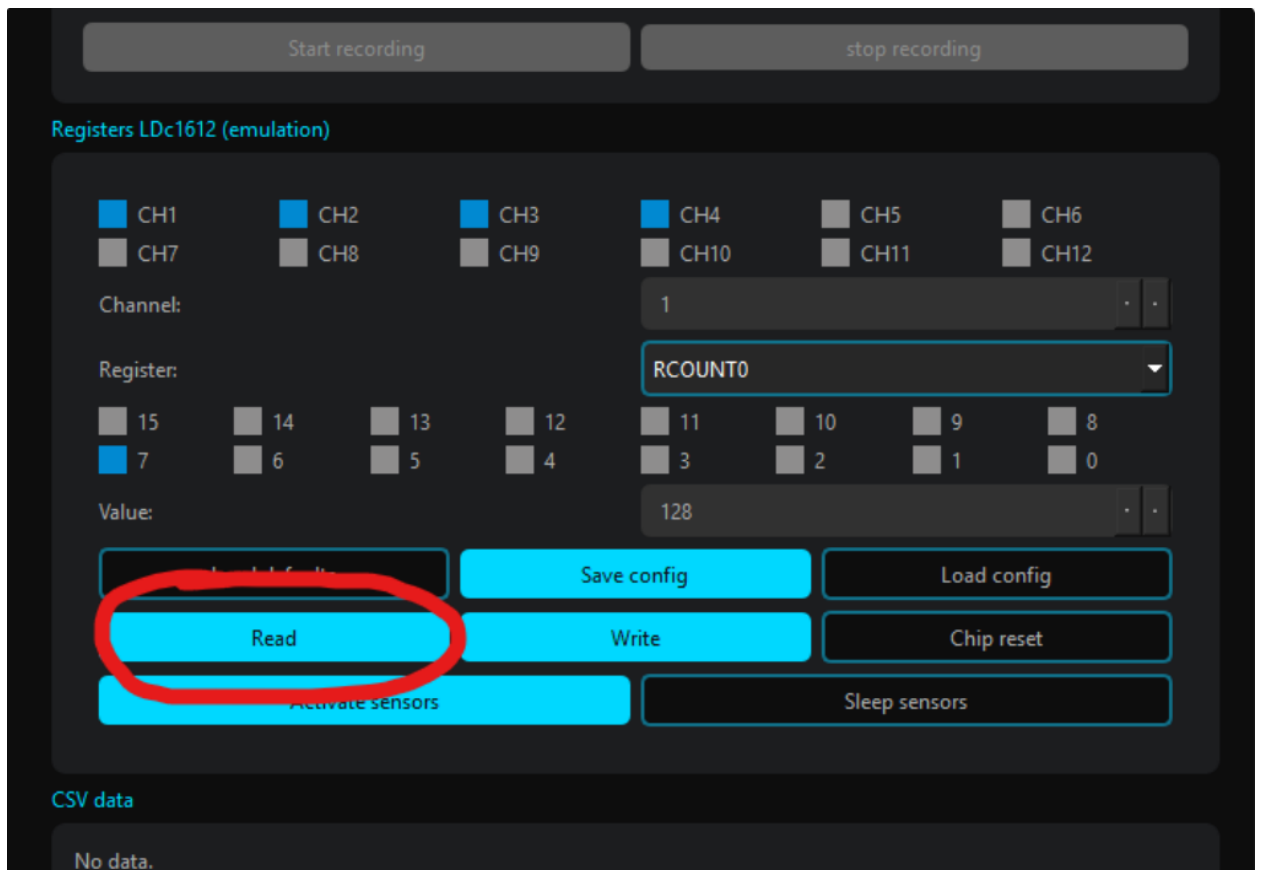 Start recording stop recording
Registers LDc1612 (emulation)
CH1 CH2 CH3 CH4 CH5 CH6
CH7 CH8 CH9 CH10 CH11 CH12
Channel: 1
Register: RCOUNT0
15 14 13 12 11 10 9 8
7 6 5 4 3 2 1 0
Value: 128
Save config Load config
Read Write Chip reset
Activate sensors Sleep sensors
CSV data
No data.